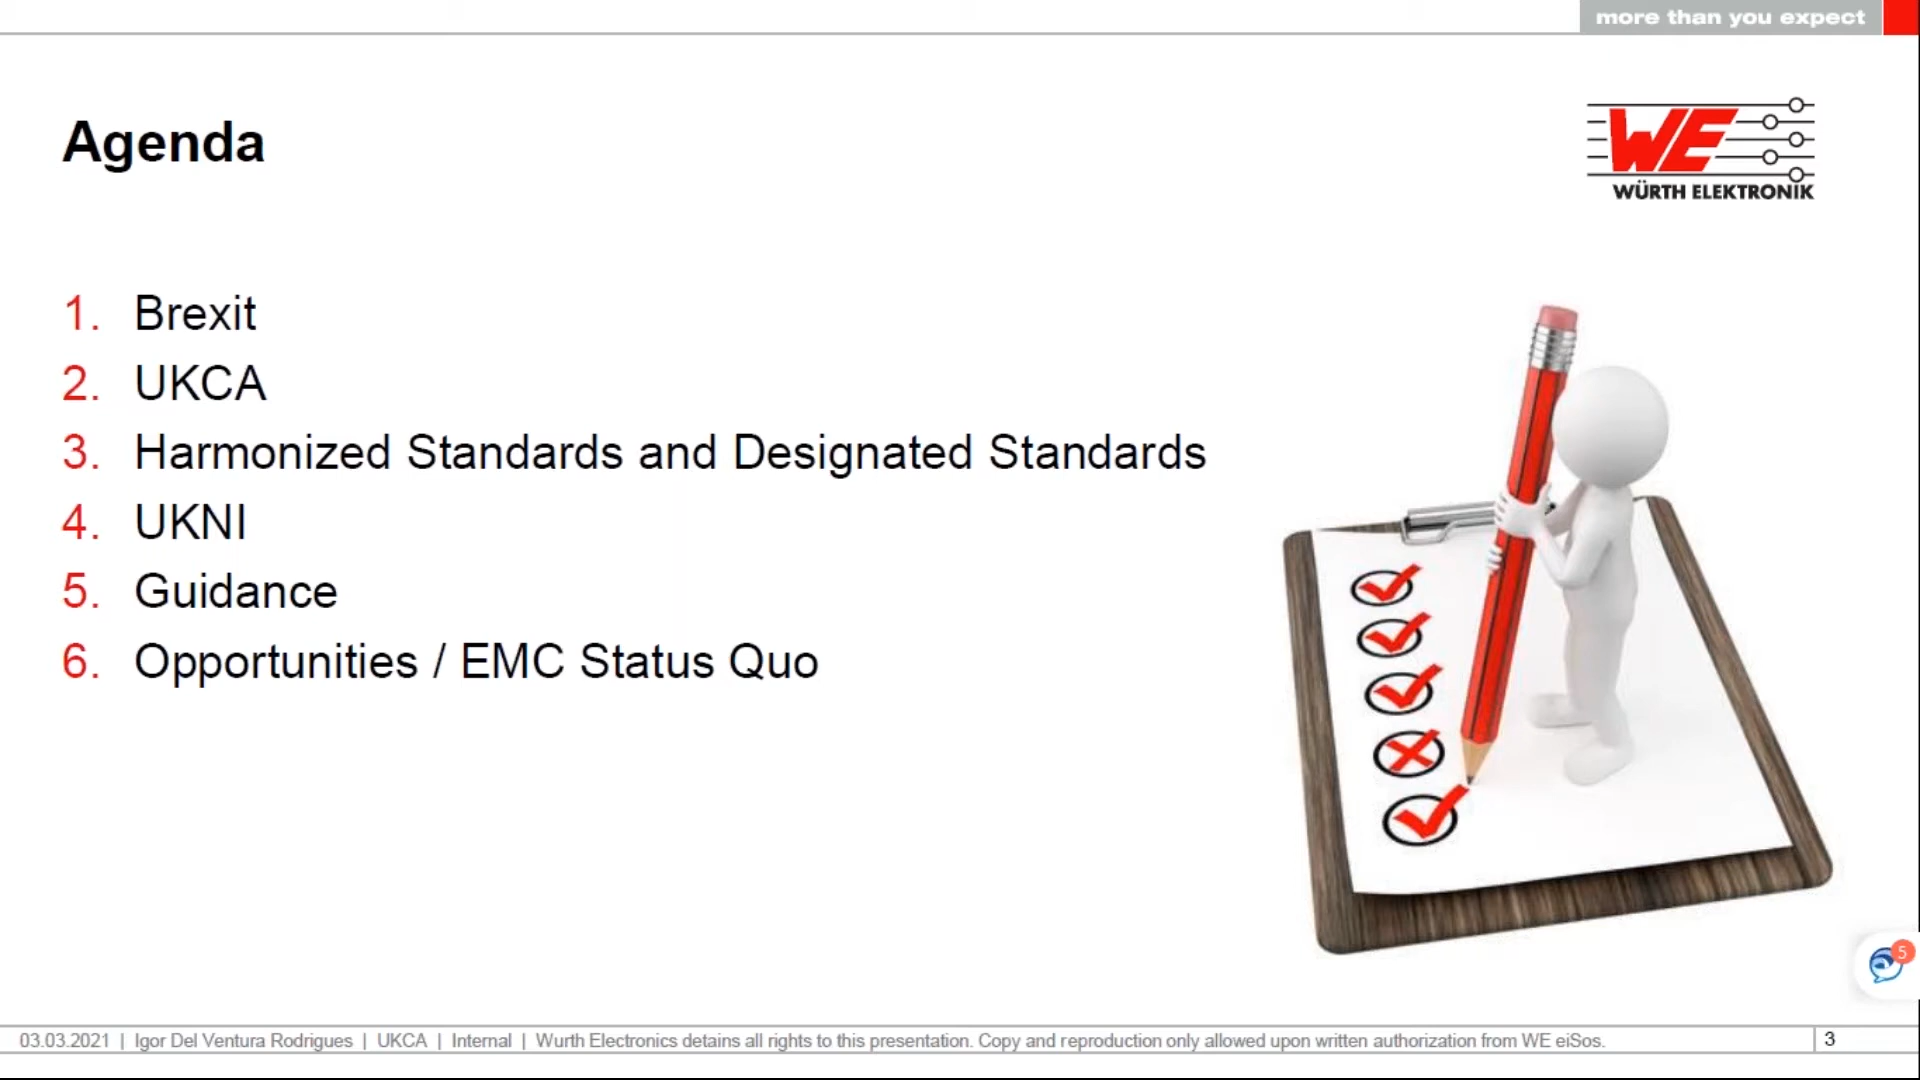 more than you expect
Agenda
WE
WÜRTH ELEKTRONIK
1. Brexit
2. UKCA
3. Harmonized Standards and Designated Standards
4. UKNI
5. Guidance
6. Opportunities / EMC Status Quo
5
03.03.2021 | Igor Del Ventura Rodrigues | UKCA | Internal | Wurth Electronics detains all rights to this presentation. Copy and reproduction only allowed upon written authorization from WE eiSos. 3